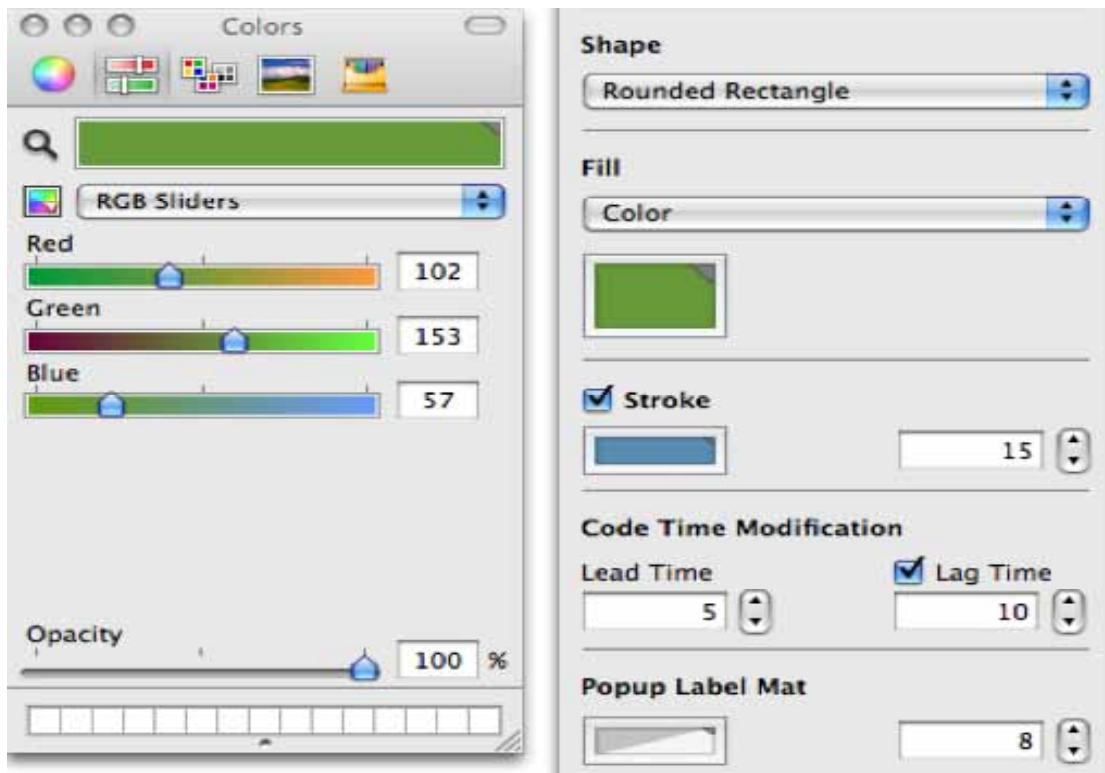 Colors
RGB Sliders
Red
102
Green
153
Blue
57
Opacity
100 %
Shape
Rounded Rectangle
Fill
Color
Stroke
15
Code Time Modification
Lead Time
Lag Time
5
10
Popup Label Mat
8